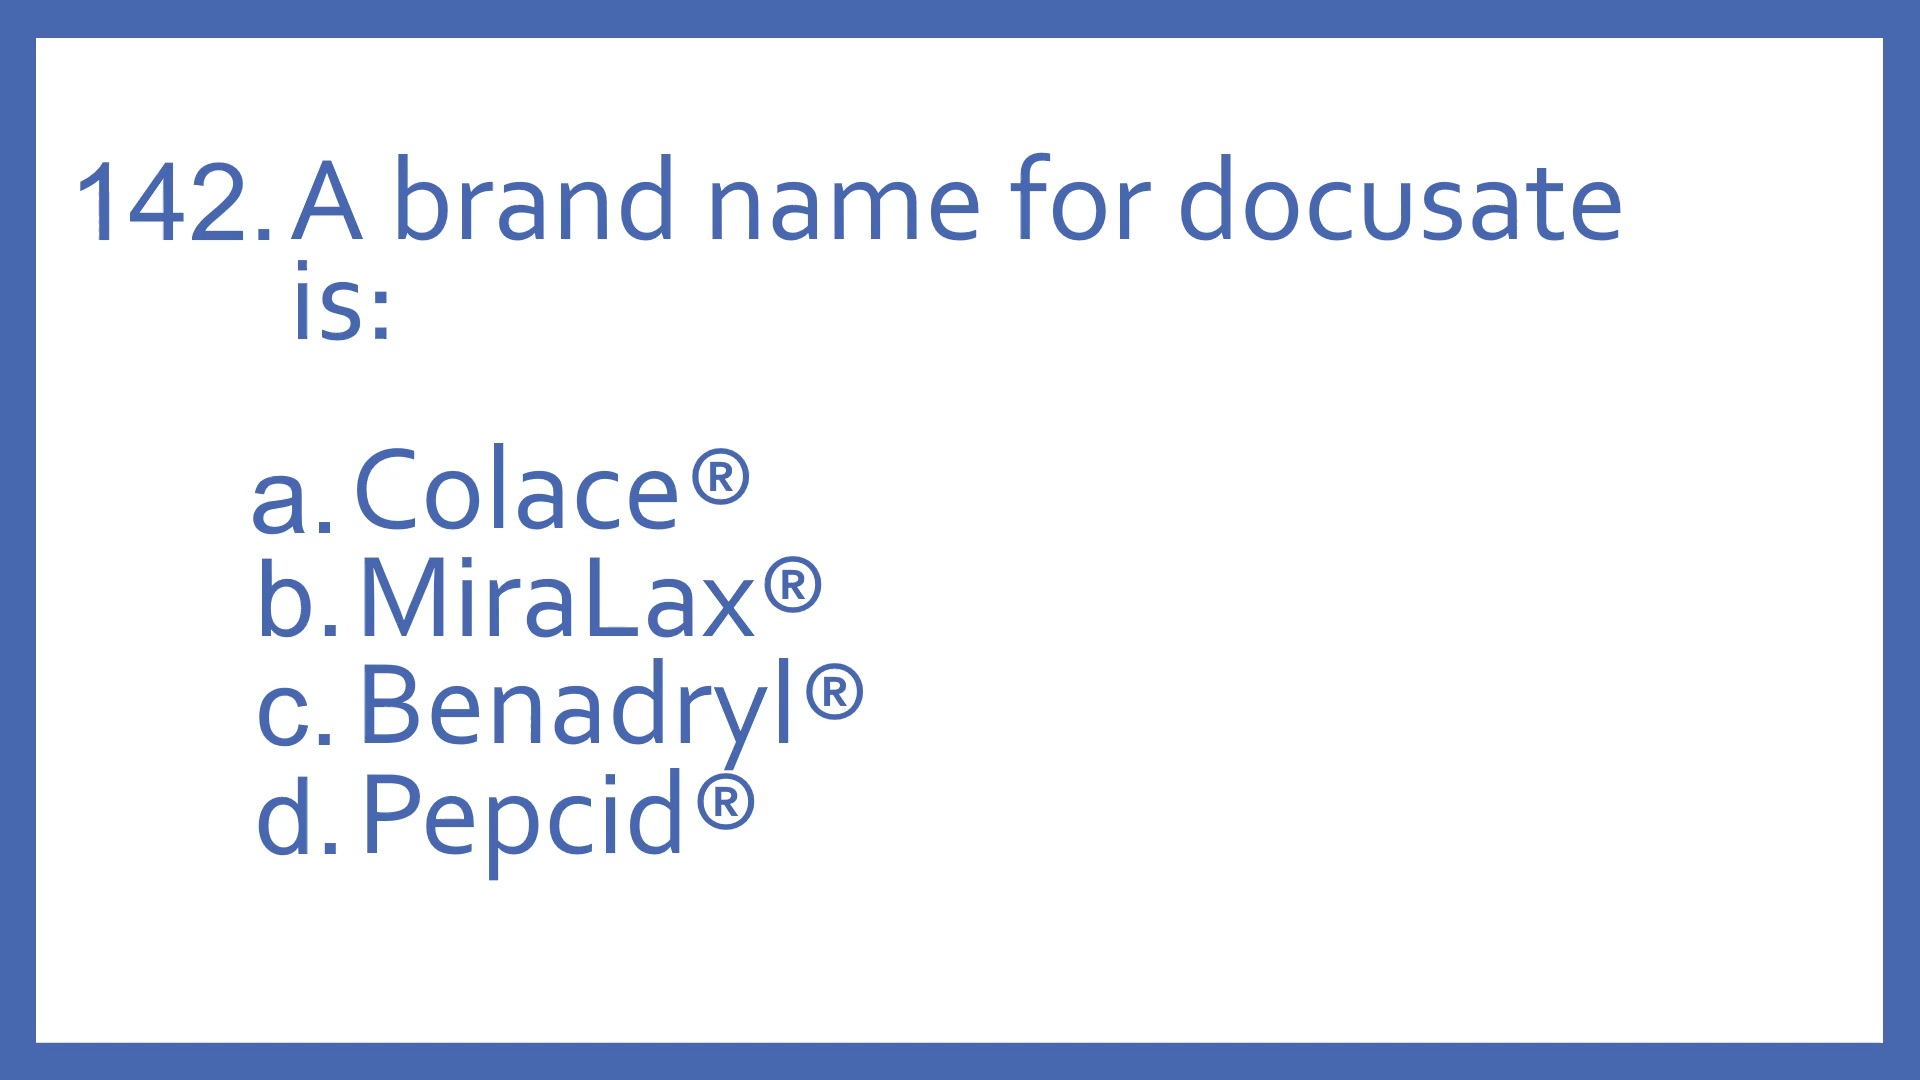 142. A brand name for docusate
is:
a. Colace®
b. MiraLax®
c. Benadryl®
d. Pepcid®